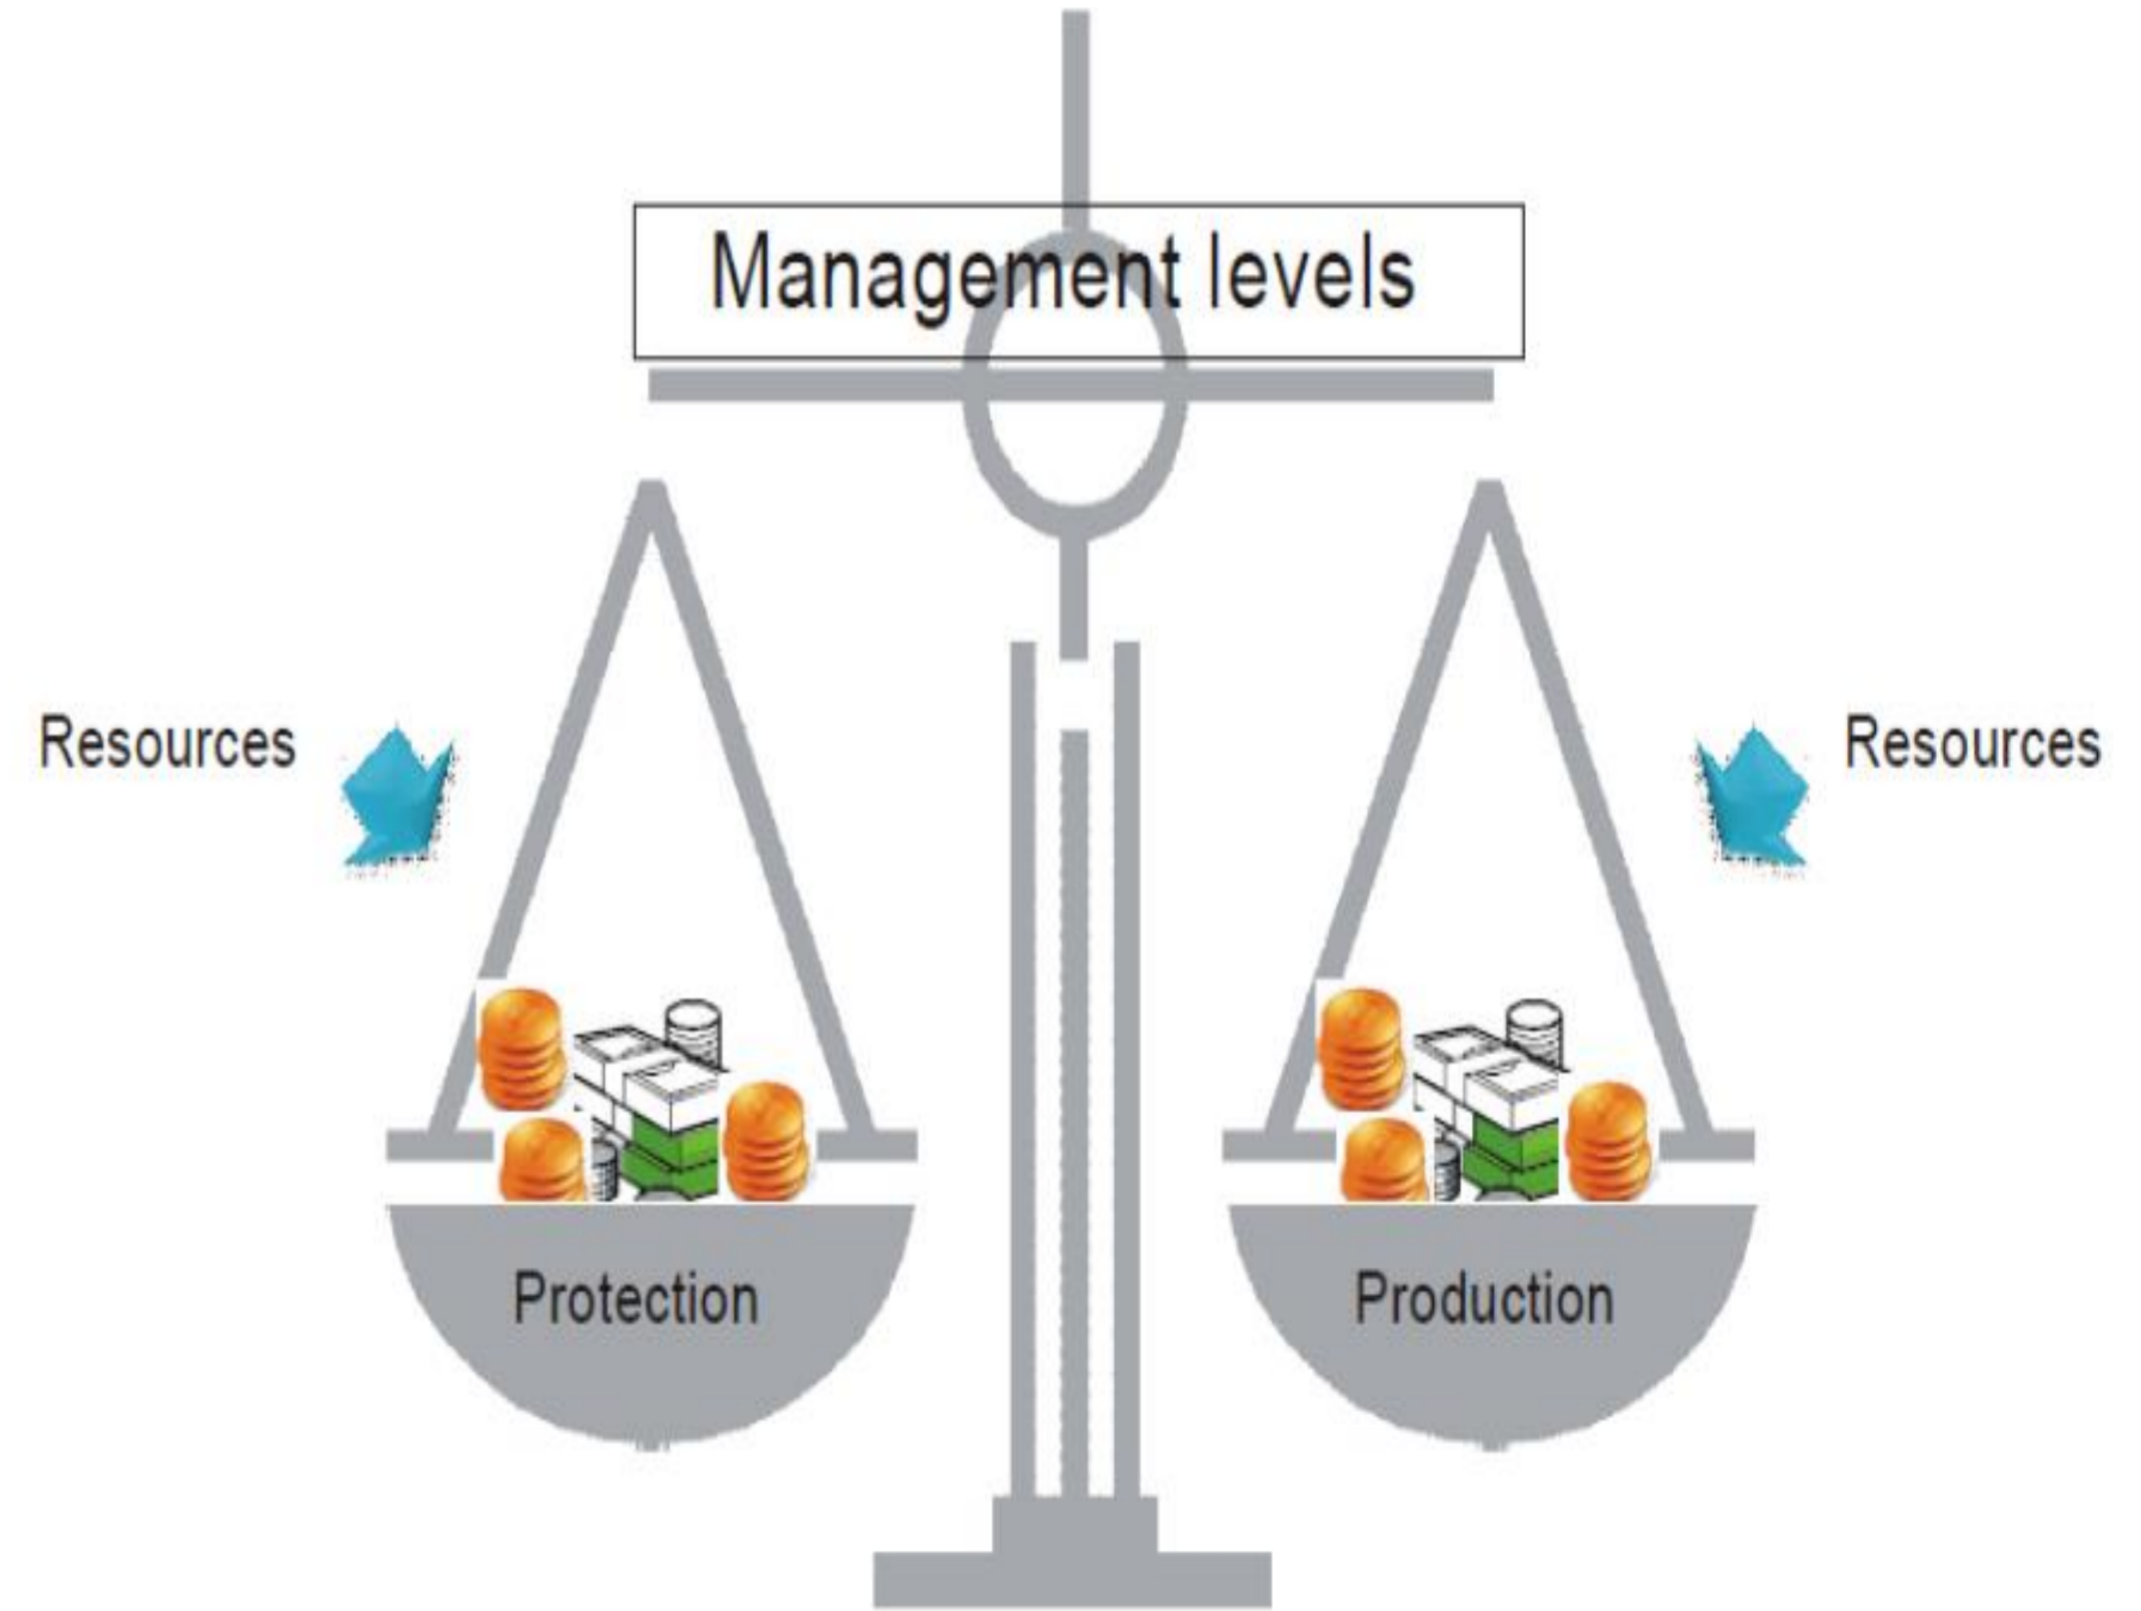 Management levels
Resources
Resources
Protection
Production